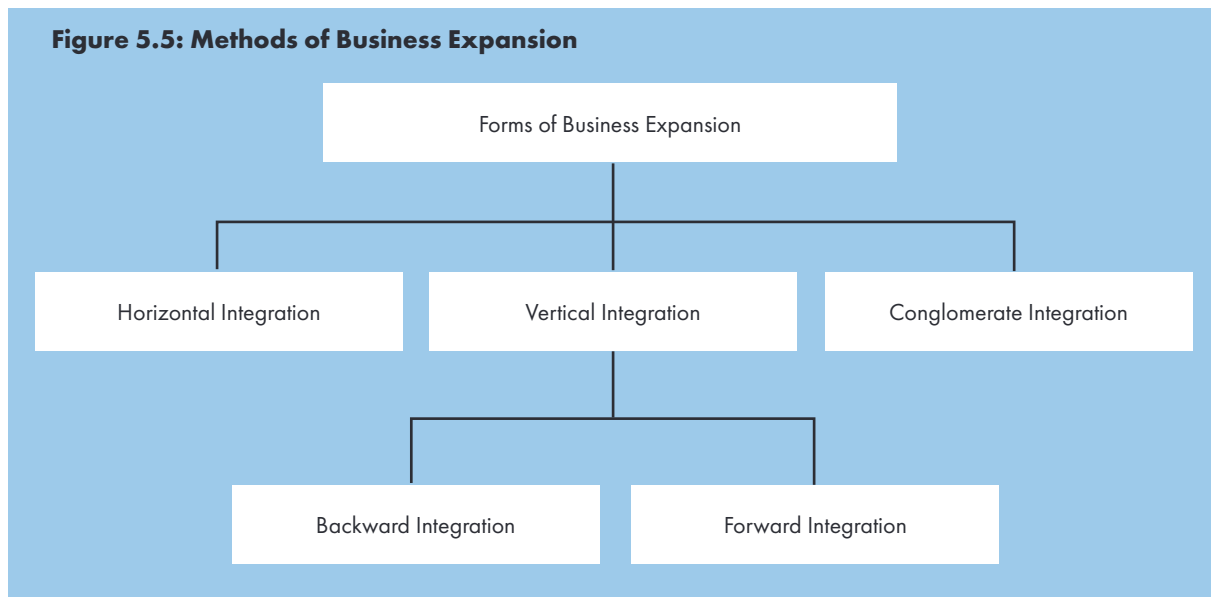 Figure 5.5: Methods of Business Expansion
Forms of Business Expansion
Horizontal Integration
Vertical Integration
Conglomerate Integration
Backward Integration
Forward Integration